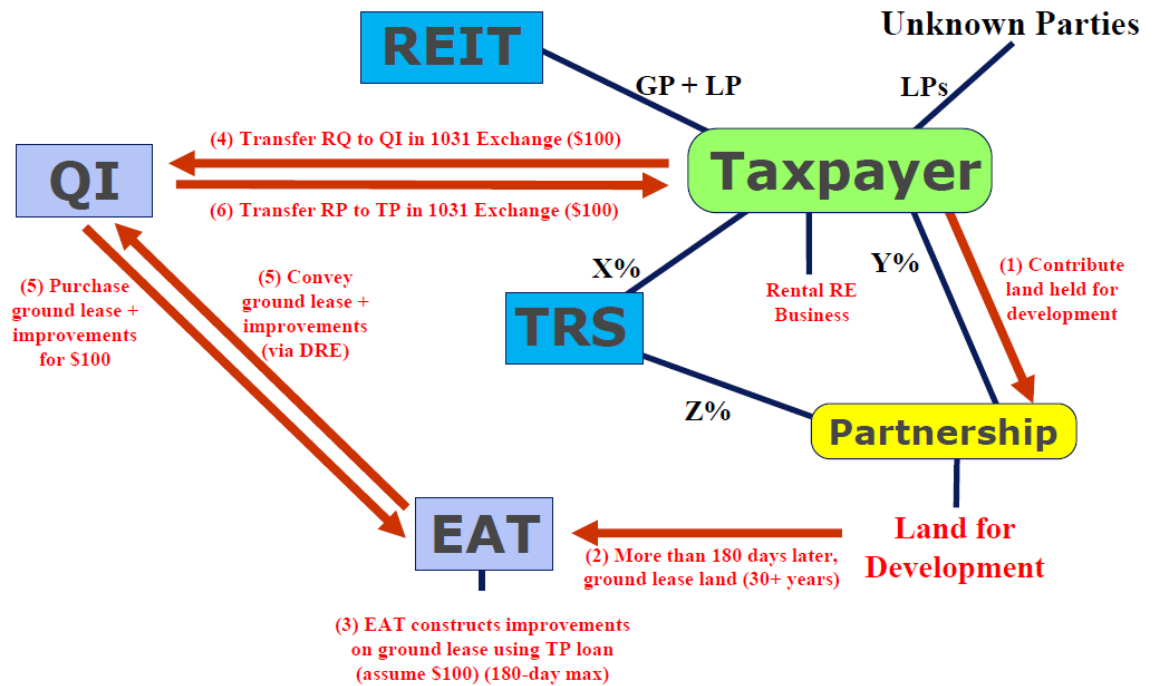 REIT
Unknown Parties
GP + LP
LPs
(4) Transfer RQ to QI in 1031 Exchange ($100)
QI
Taxpayer
(6) Transfer RP to TP in 1031 Exchange ($100)
(5) Purchase
ground lease +
improvements
for $100
(5) Convey
ground lease +
improvements
(via DRE)
X%
Rental RE
Business
Y%
(1) Contribute
land held for
development
TRS
Z%
Partnership
EAT
(2) More than 180 days later,
ground lease land (30+ years)
Land for
Development
(3) EAT constructs improvements
on ground lease using TP loan
(assume $100) (180-day max)